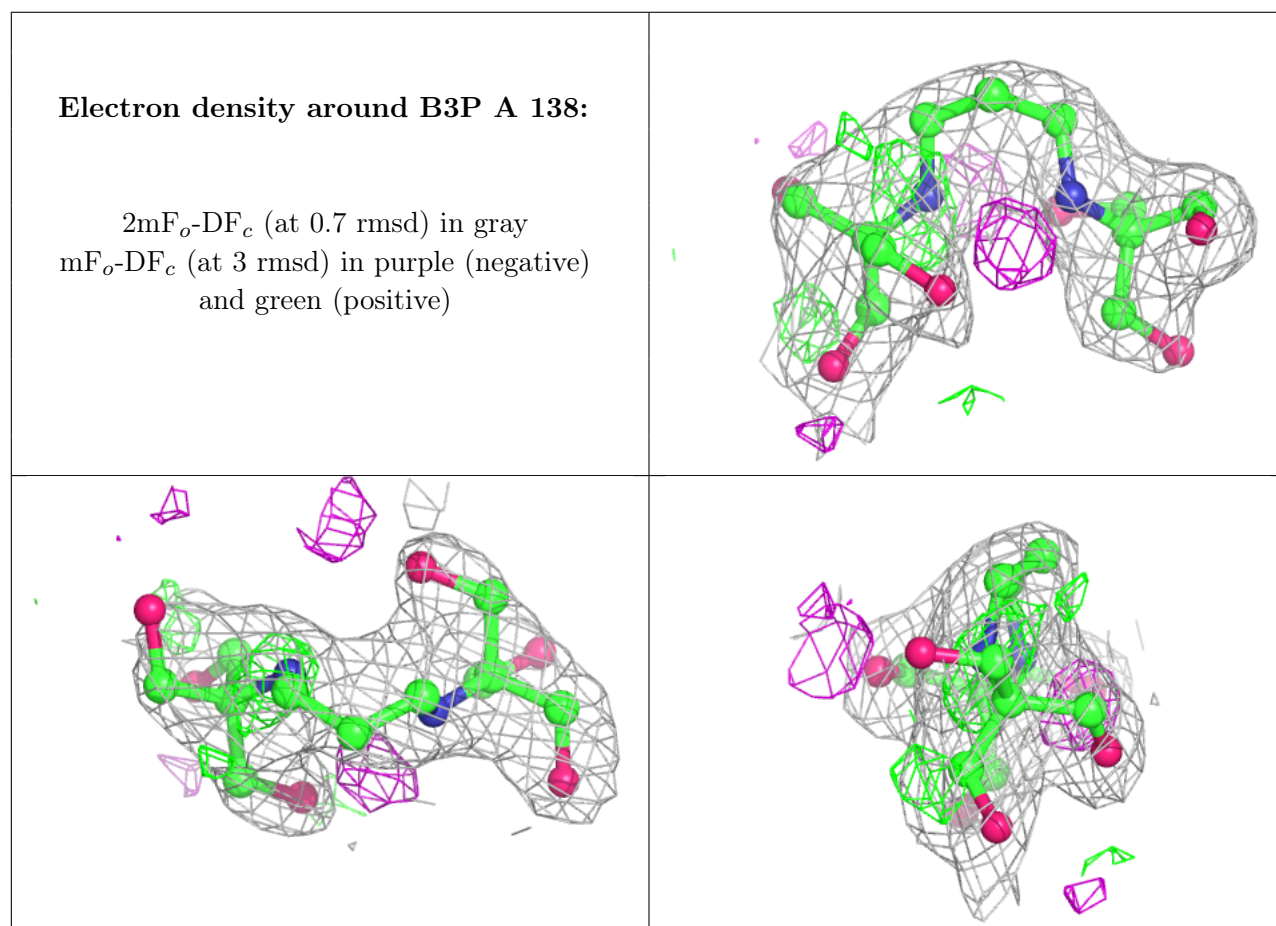 Electron density around B3P A 138:
2mFₒ-DF𝒸 (at 0.7 rmsd) in gray
mFₒ-DF𝒸 (at 3 rmsd) in purple (negative)
and green (positive)